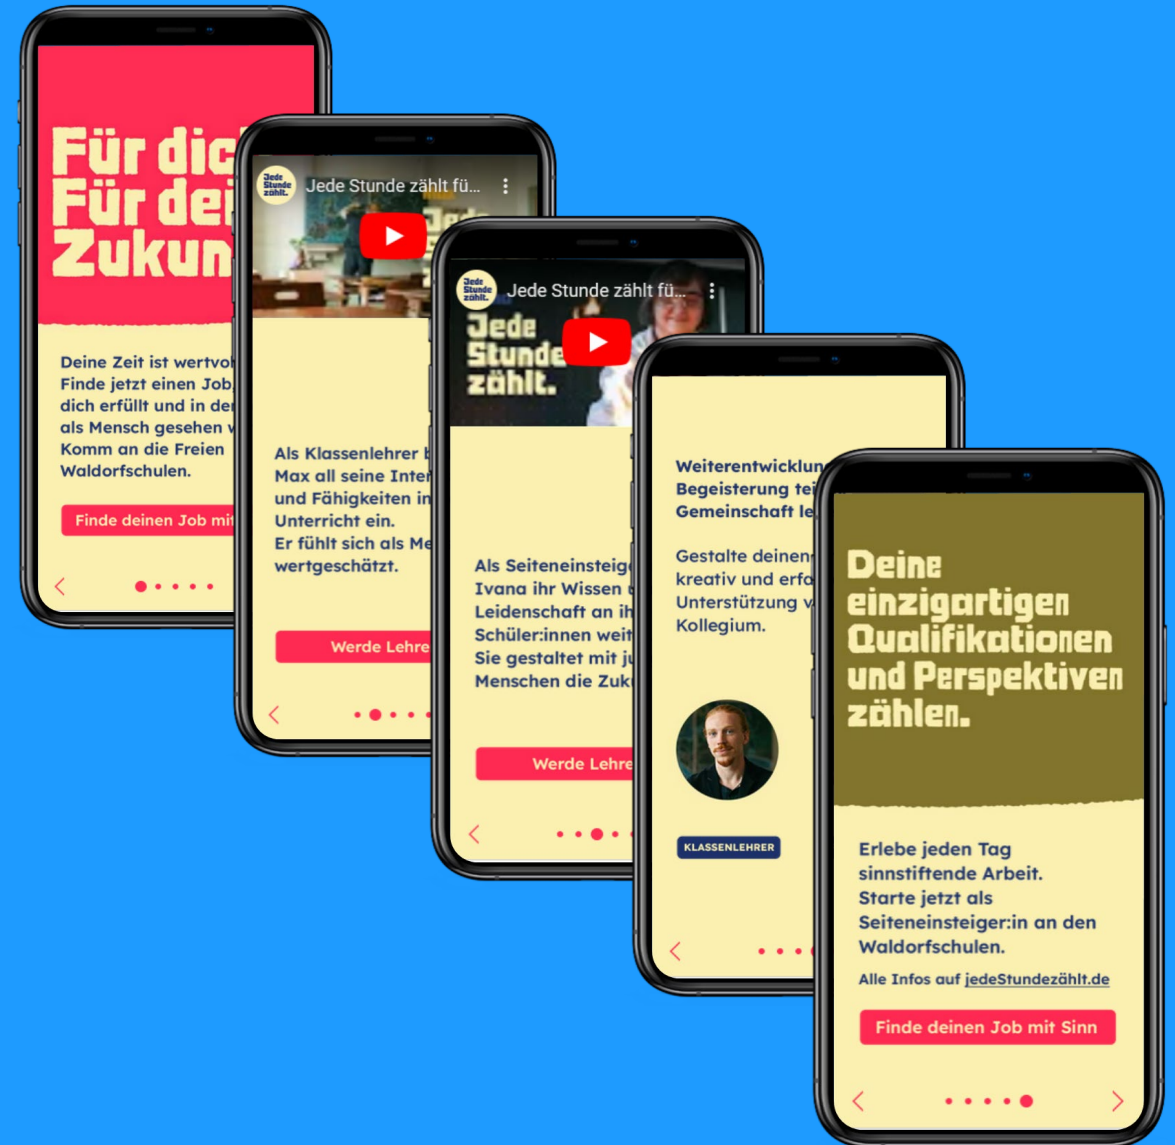 Für dic
Für dei
Zukun
Deine Zeit ist wertvol
Finde jetzt einen Job,
dich erfüllt und in der
als Mensch gesehen w
Komm an die Freien
Waldorfschulen.
Finde deinen Job mit
Jede
Stunde
zählt.
Jede Stunde zählt fü...
Als Klassenlehrer b
Max all seine Inter
und Fähigkeiten in
Unterricht ein.
Er fühlt sich als Me
wertgeschätzt.
Werde Lehre
Jede
Stunde
zählt.
Jede Stunde zählt fü...
Jede
Stunde
zählt.
Als Seiteneinsteige
Ivana ihr Wissen u
Leidenschaft an ih
Schüler:innen weit
Sie gestaltet mit ju
Menschen die Zuk
Werde Lehre
Weiterentwicklun
Begeisterung tei
Gemeinschaft le
Gestalte deinen
kreativ und erfa
Unterstützung v
Kollegium.
KLASSENLEHRER
Deine
einzigartigen
Qualifikationen
und Perspektiven
zählen.
Erlebe jeden Tag
sinnstiftende Arbeit.
Starte jetzt als
Seiteneinsteiger:in an den
Waldorfschulen.
Alle Infos auf jedeStundezählt.de
Finde deinen Job mit Sinn